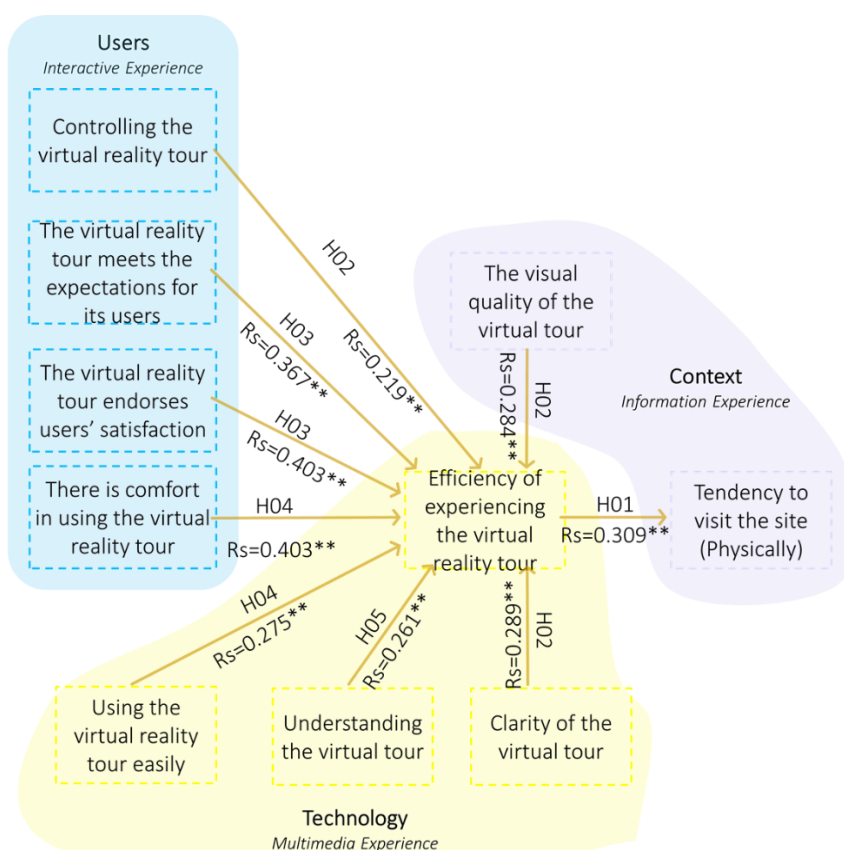 Users
Interactive Experience
Controlling the
virtual reality tour
The virtual reality
tour meets the
expectations for
its users
The virtual reality
tour endorses
users’ satisfaction
There is comfort
in using the virtual
reality tour
H02
Rs=0.219**
H03
Rs=0.367**
H03
Rs=0.403**
H04
Rs=0.403**
H04
Rs=0.275**
H05
Rs=0.261**
H02
Rs=0.289**
The visual
quality of the
virtual tour
H02
Rs=0.284**
Context
Information Experience
Efficiency of
experiencing
the virtual
reality tour
H01
Rs=0.309**
Tendency to
visit the site
(Physically)
Using the
virtual reality
tour easily
Understanding
the virtual tour
Clarity of the
virtual tour
Technology
Multimedia Experience